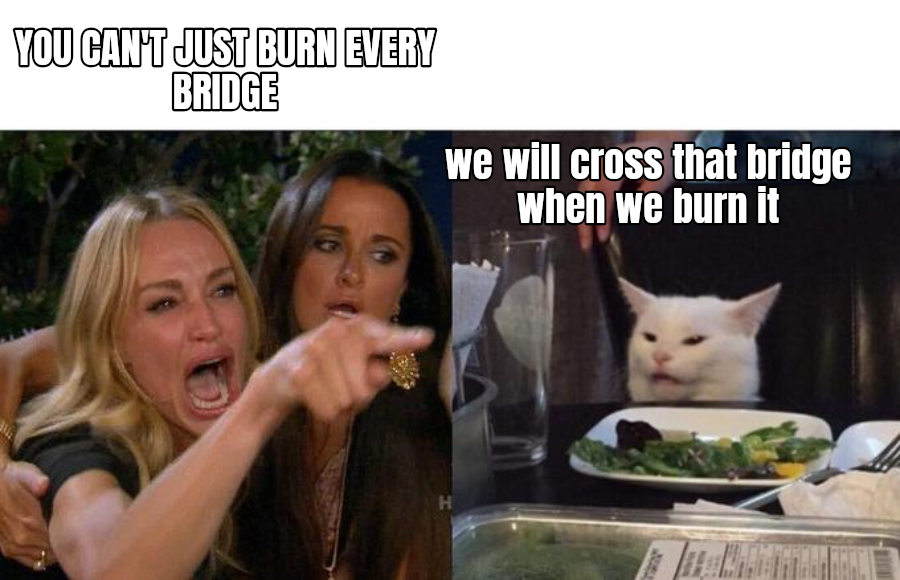 YOU CAN'T JUST BURN EVERY
BRIDGE
we will cross that bridge
when we burn it
H